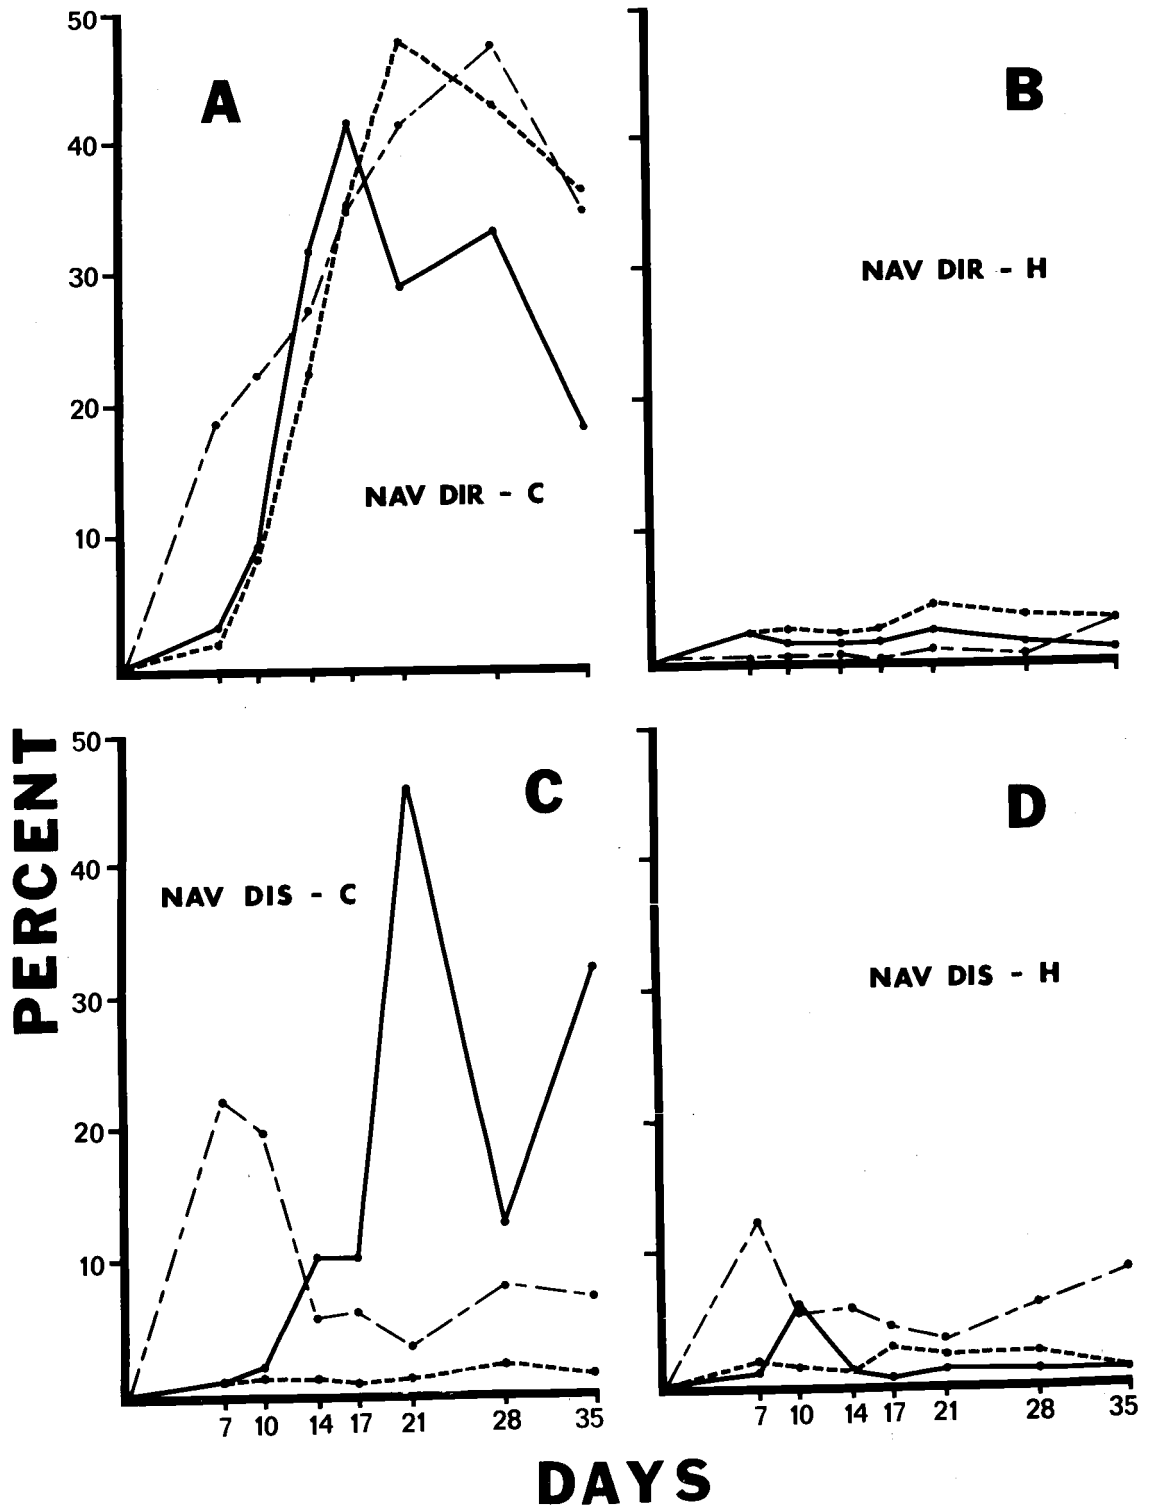 50
40
30
20
10
A
NAV DIR - C
B
NAV DIR - H
PERCENT
50
40
30
20
10
C
NAV DIS - C
7 10 14 17 21 28 35
D
NAV DIS - H
7 10 14 17 21 28 35
DAYS